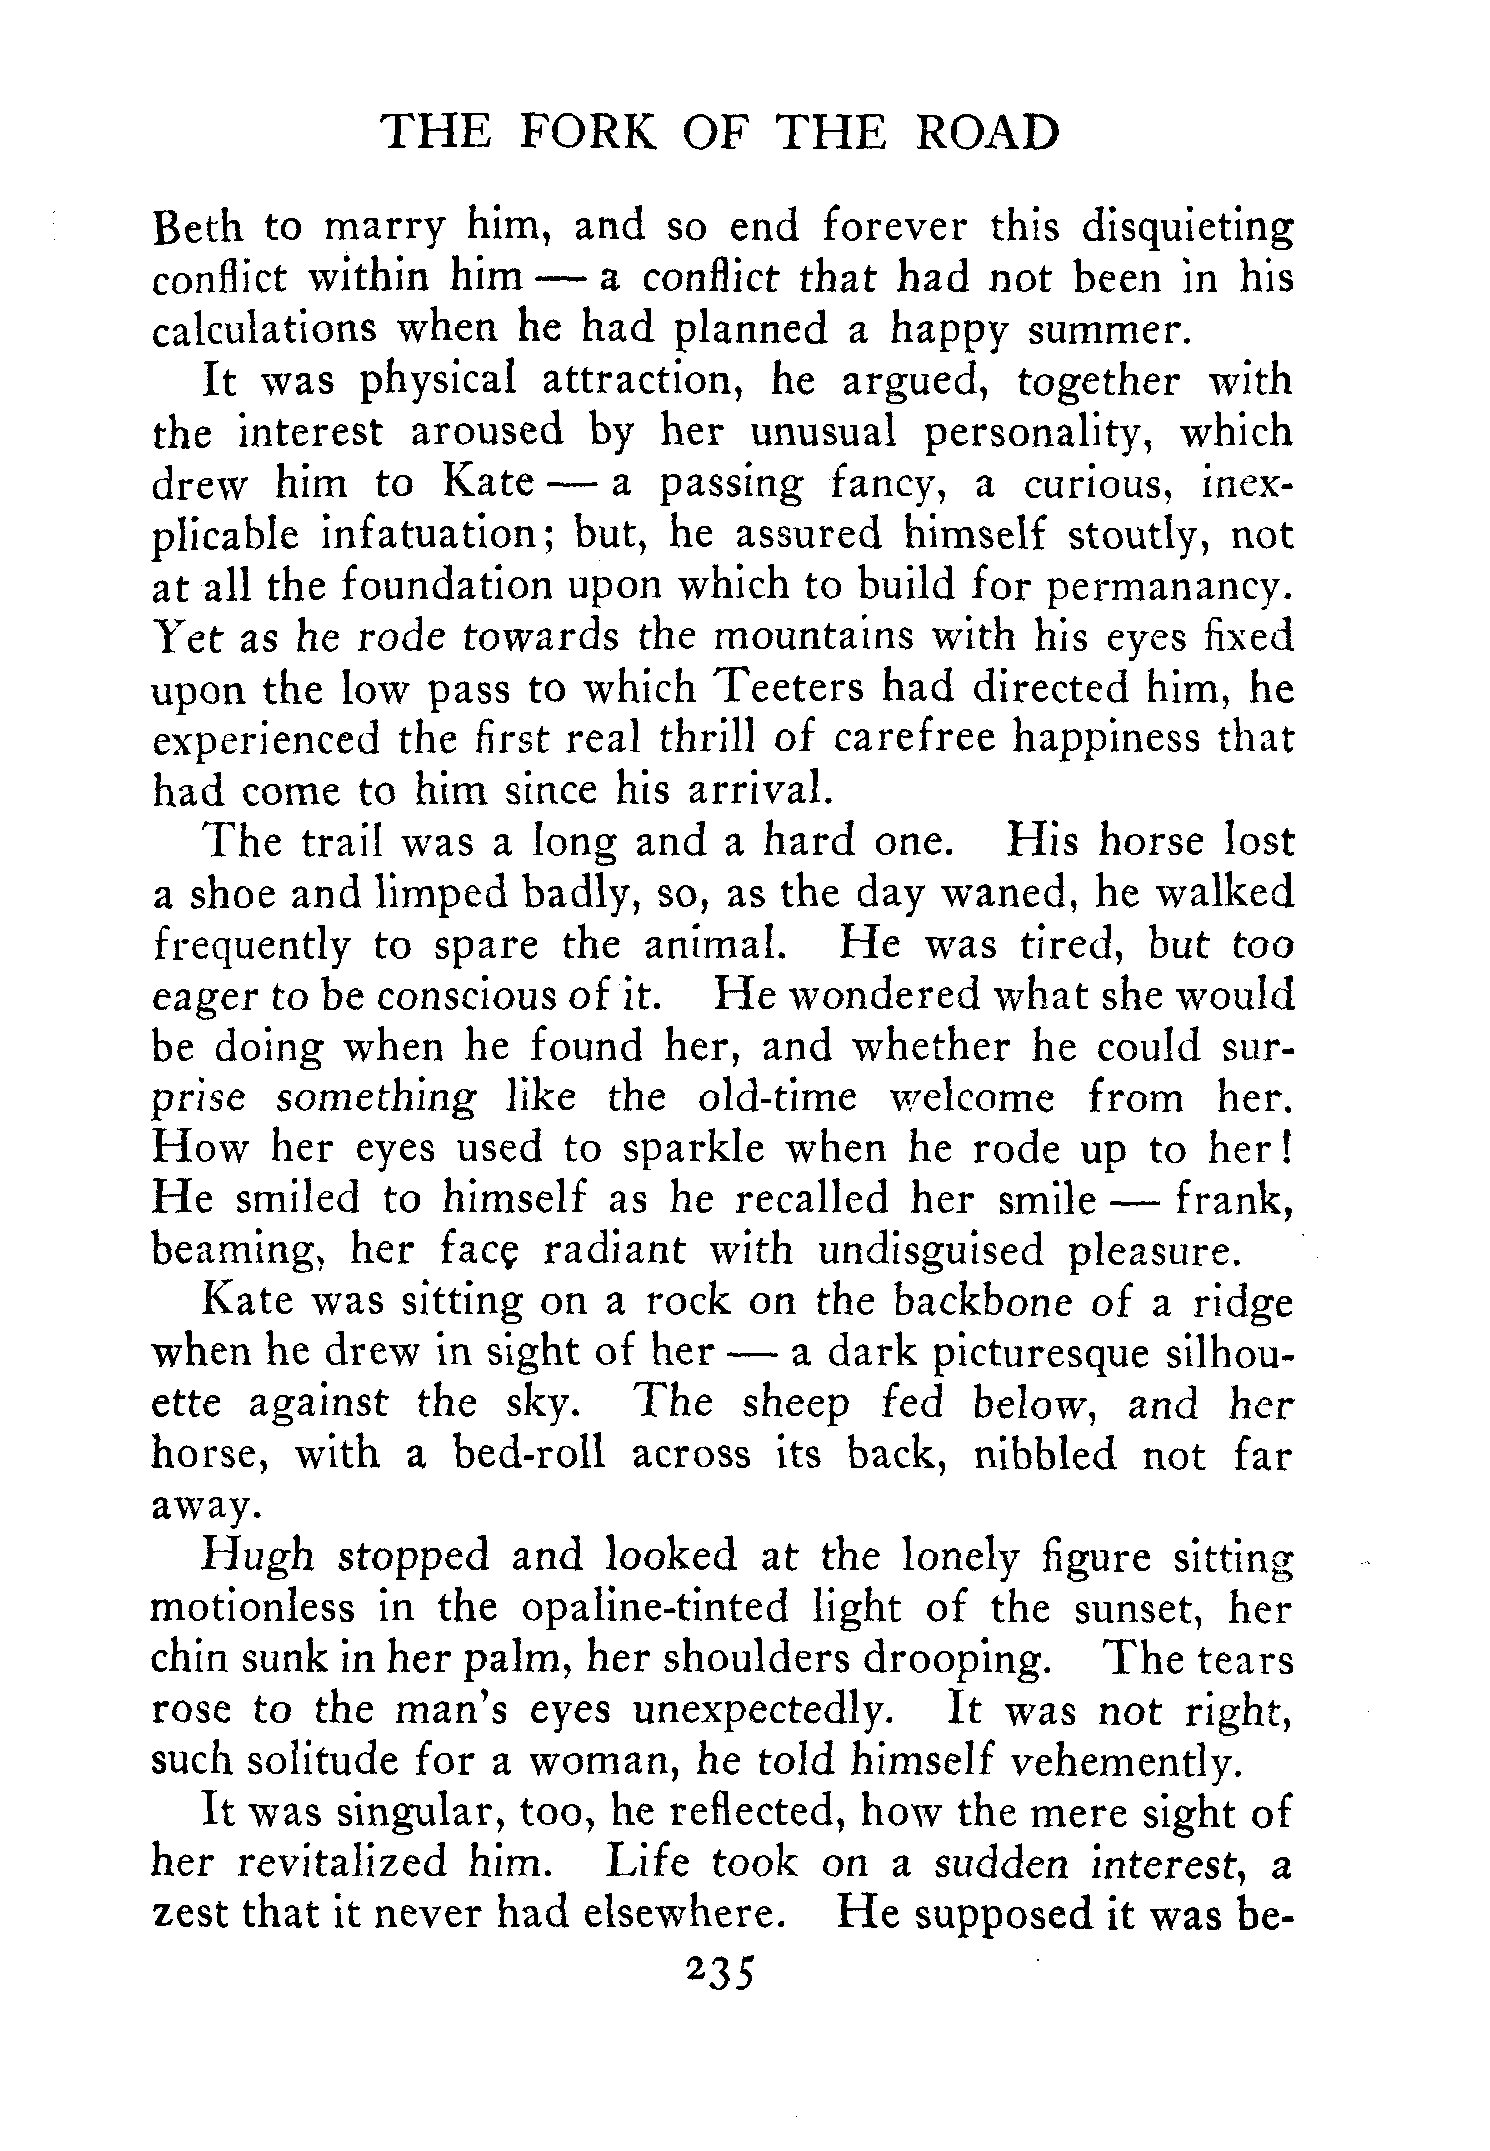 THE FORK OF THE ROAD
Beth to marry him, and so end forever this disquieting
conflict within him — a conflict that had not been in his
calculations when he had planned a happy summer.
It was physical attraction, he argued, together with
the interest aroused by her unusual personality, which
drew him to Kate — a passing fancy, a curious, inex-
plicable infatuation; but, he assured himself stoutly, not
at all the foundation upon which to build for permanancy.
Yet as he rode towards the mountains with his eyes fixed
upon the low pass to which Teeters had directed him, he
experienced the first real thrill of carefree happiness that
had come to him since his arrival.
The trail was a long and a hard one. His horse lost
a shoe and limped badly, so, as the day waned, he walked
frequently to spare the animal. He was tired, but too
eager to be conscious of it. He wondered what she would
be doing when he found her, and whether he could sur-
prise something like the old-time welcome from her.
How her eyes used to sparkle when he rode up to her!
He smiled to himself as he recalled her smile — frank,
beaming, her face radiant with undisguised pleasure.
Kate was sitting on a rock on the backbone of a ridge
when he drew in sight of her — a dark picturesque silhou-
ette against the sky. The sheep fed below, and her
horse, with a bed-roll across its back, nibbled not far
away.
Hugh stopped and looked at the lonely figure sitting
motionless in the opaline-tinted light of the sunset, her
chin sunk in her palm, her shoulders drooping. The tears
rose to the man's eyes unexpectedly. It was not right,
such solitude for a woman, he told himself vehemently.
It was singular, too, he reflected, how the mere sight of
her revitalized him. Life took on a sudden interest, a
zest that it never had elsewhere. He supposed it was be-
235